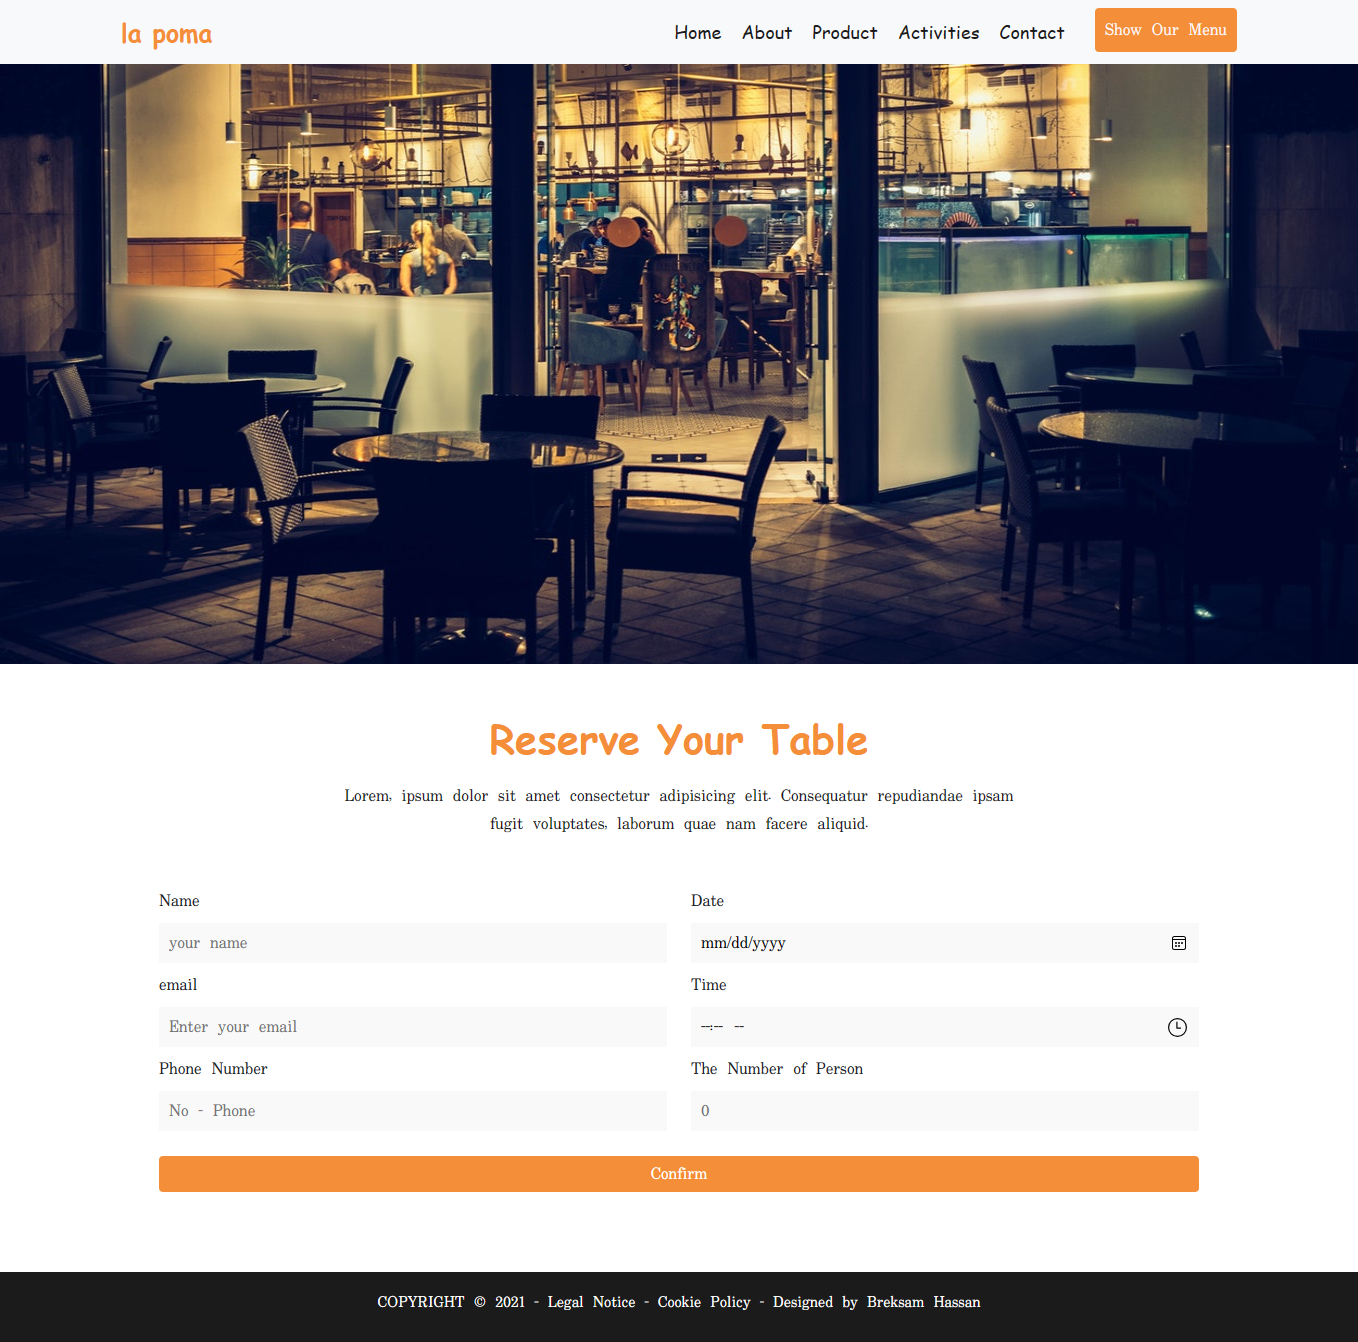 la poma
Home About Product Activities Contact Show Our Menu
Reserve Your Table
Lorem, ipsum dolor sit amet consectetur adipisicing elit. Consequatur repudiandae ipsam
fugit voluptates, laborum quae nam facere aliquid.
Name
your name
email
Enter your email
Phone Number
No - Phone
Date
mm/dd/yyyy
Time
--:-- --
The Number of Person
0
Confirm
COPYRIGHT © 2021 - Legal Notice - Cookie Policy - Designed by Breksam Hassan